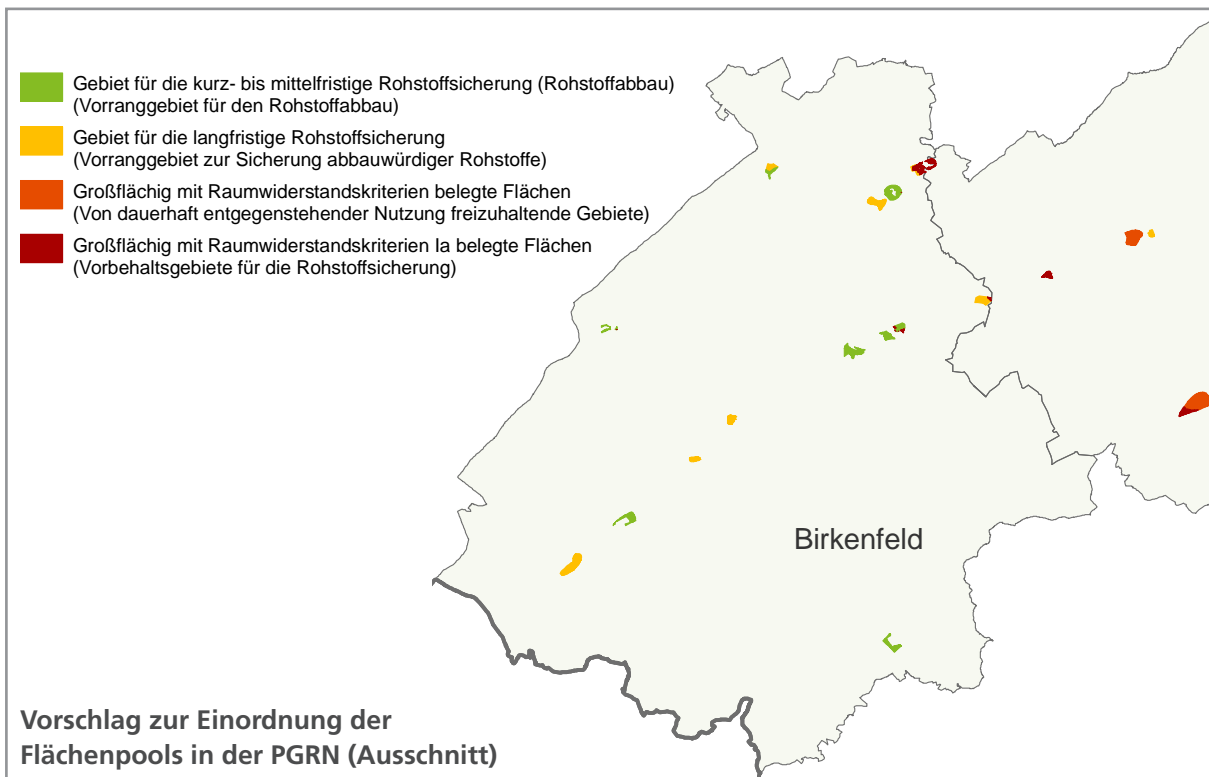 Gebiet für die kurz- bis mittelfristige Rohstoffsicherung (Rohstoffabbau)
(Vorranggebiet für den Rohstoffabbau)
Gebiet für die langfristige Rohstoffsicherung
(Vorranggebiet zur Sicherung abbauwürdiger Rohstoffe)
Großflächig mit Raumwiderstandskriterien belegte Flächen
(Von dauerhaft entgegenstehender Nutzung freizuhaltende Gebiete)
Großflächig mit Raumwiderstandskriterien Ia belegte Flächen
(Vorbehaltsgebiete für die Rohstoffsicherung)
Birkenfeld
Vorschlag zur Einordnung der
Flächenpools in der PGRN (Ausschnitt)